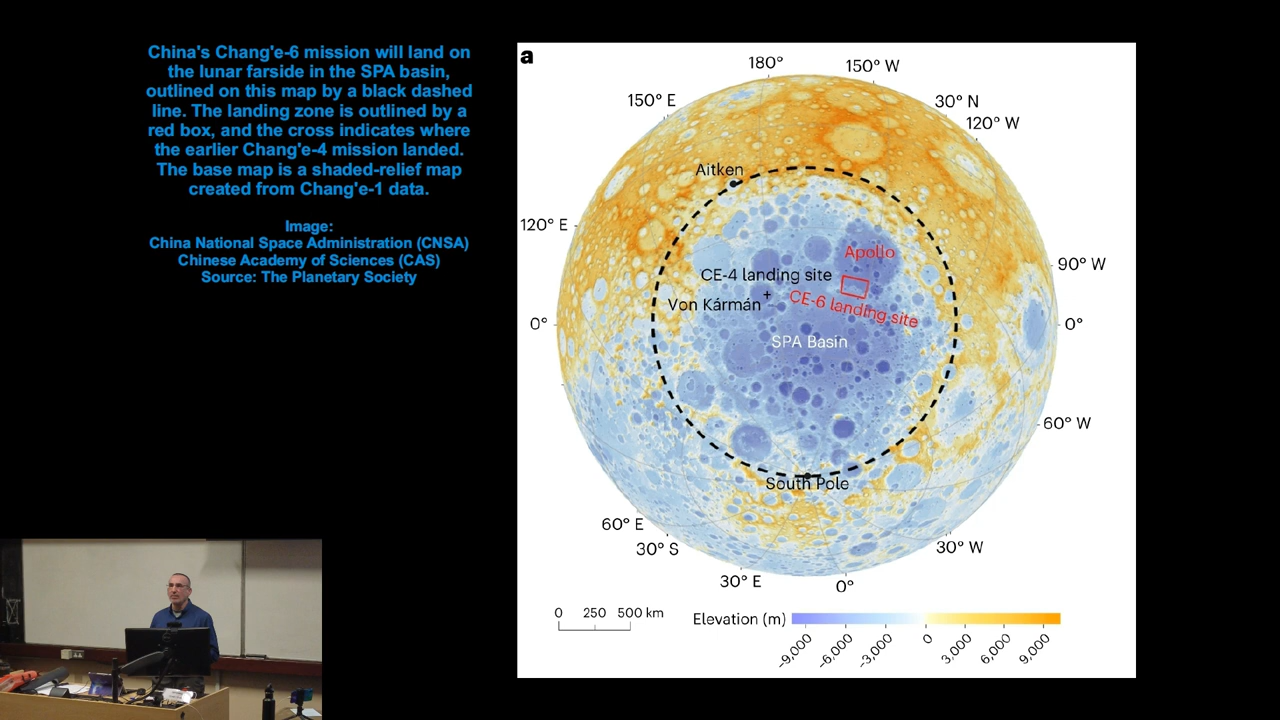 China's Chang'e-6 mission will land on
the lunar farside in the SPA basin,
outlined on this map by a black dashed
line. The landing zone is outlined by a
red box, and the cross indicates where
the earlier Chang'e-4 mission landed.
The base map is a shaded-relief map
created from Chang'e-1 data.
Image:
China National Space Administration (CNSA)
Chinese Academy of Sciences (CAS)
Source: The Planetary Society
a
180°
150° W
150° E
30° N
120° W
Aitken
120° E
Apollo
90° W
CE-4 landing site
Von Kármán
CE-6 landing site
0°
0°
SPA Basin
60° W
South Pole
60° E
30° S
30° W
30° E
0°
0 250 500 km
Elevation (m)
-9,000 -6,000 -3,000 0 3,000 6,000 9,000